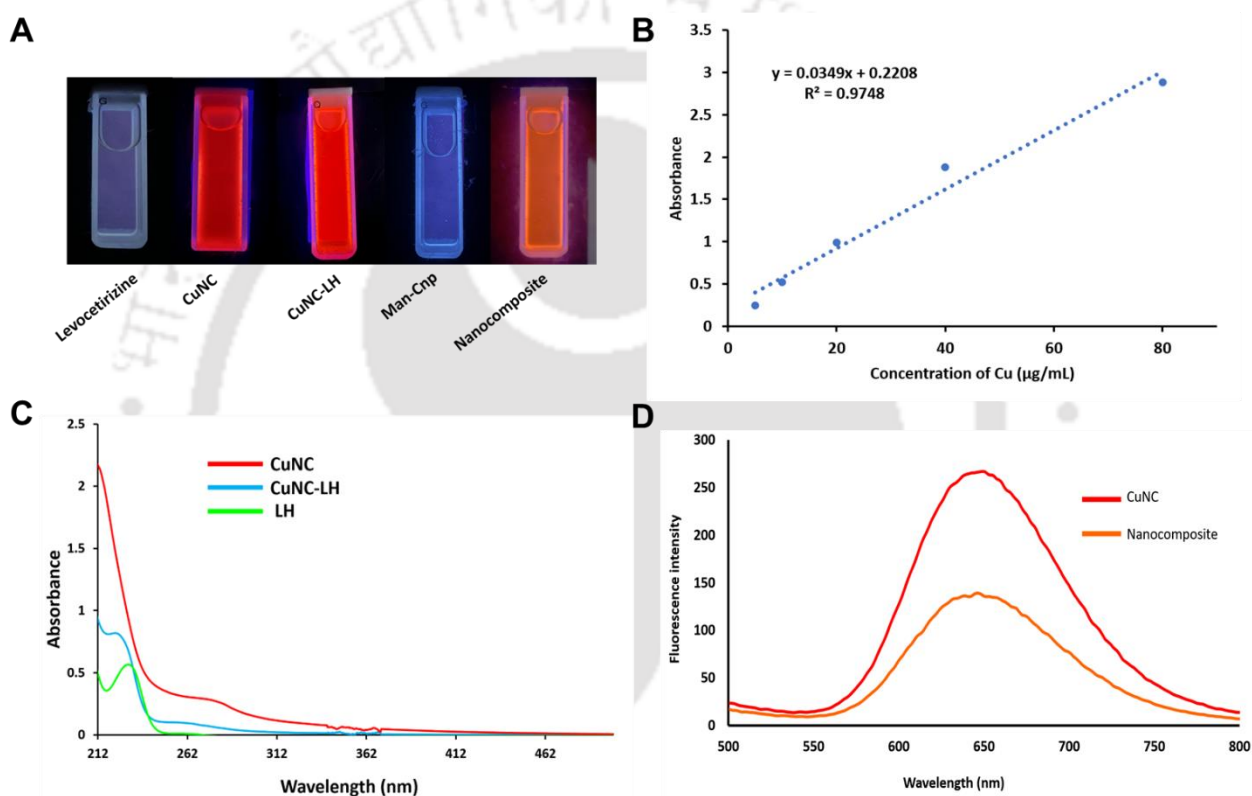 A
Levocetirizine
CuNC
CuNC-LH
Man-Cnp
Nanocomposite
B
3.5
3
2.5
2
1.5
1
0.5
0
y = 0.0349x + 0.2208
R² = 0.9748
Absorbance
0 20 40 60 80
Concentration of Cu (µg/mL)
C
2.5
2
1.5
1
0.5
0
CuNC
CuNC-LH
LH
Absorbance
212 262 312 362 412 462
Wavelength (nm)
D
300
250
200
150
100
50
0
CuNC
Nanocomposite
Fluorescence intensity
500 550 600 650 700 750 800
Wavelength (nm)